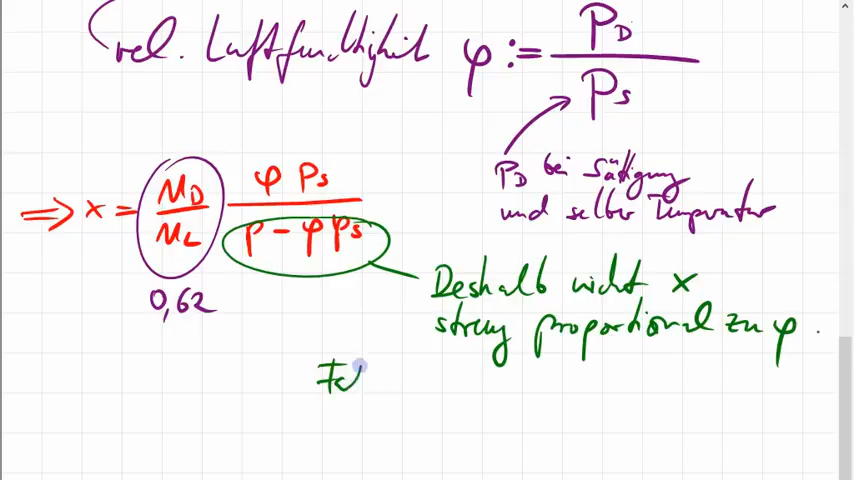 rel. Luftfeuchtigkeit φ := P_D / P_S
P_D bei Sättigung
und selber Temperatur
⇒ x = M_D / M_L φ P_S / p − φ P_S
0,62
Deshalb nicht x
streng proportional zu φ.